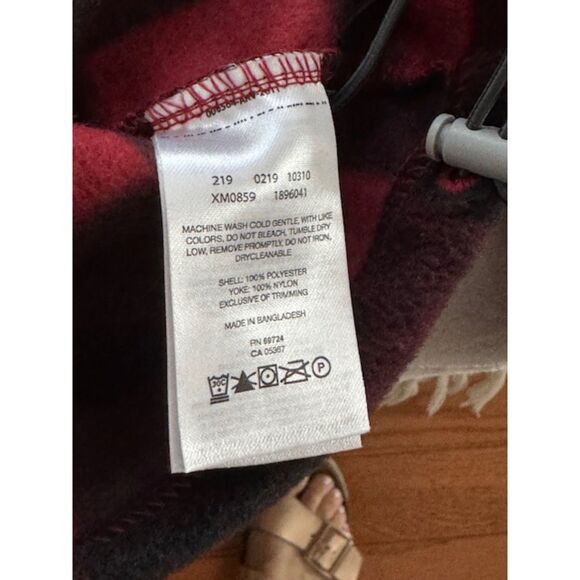 219 0219 10310
XM0859 1896041
MACHINE WASH COLD GENTLE, WITH LIKE
COLORS, DO NOT BLEACH, TUMBLE DRY
LOW, REMOVE PROMPTLY, DO NOT IRON,
DRYCLEANABLE
SHELL: 100% POLYESTER
YOKE: 100% NYLON
EXCLUSIVE OF TRIMMING
MADE IN BANGLADESH
RN 69724
CA 05367
30C
P